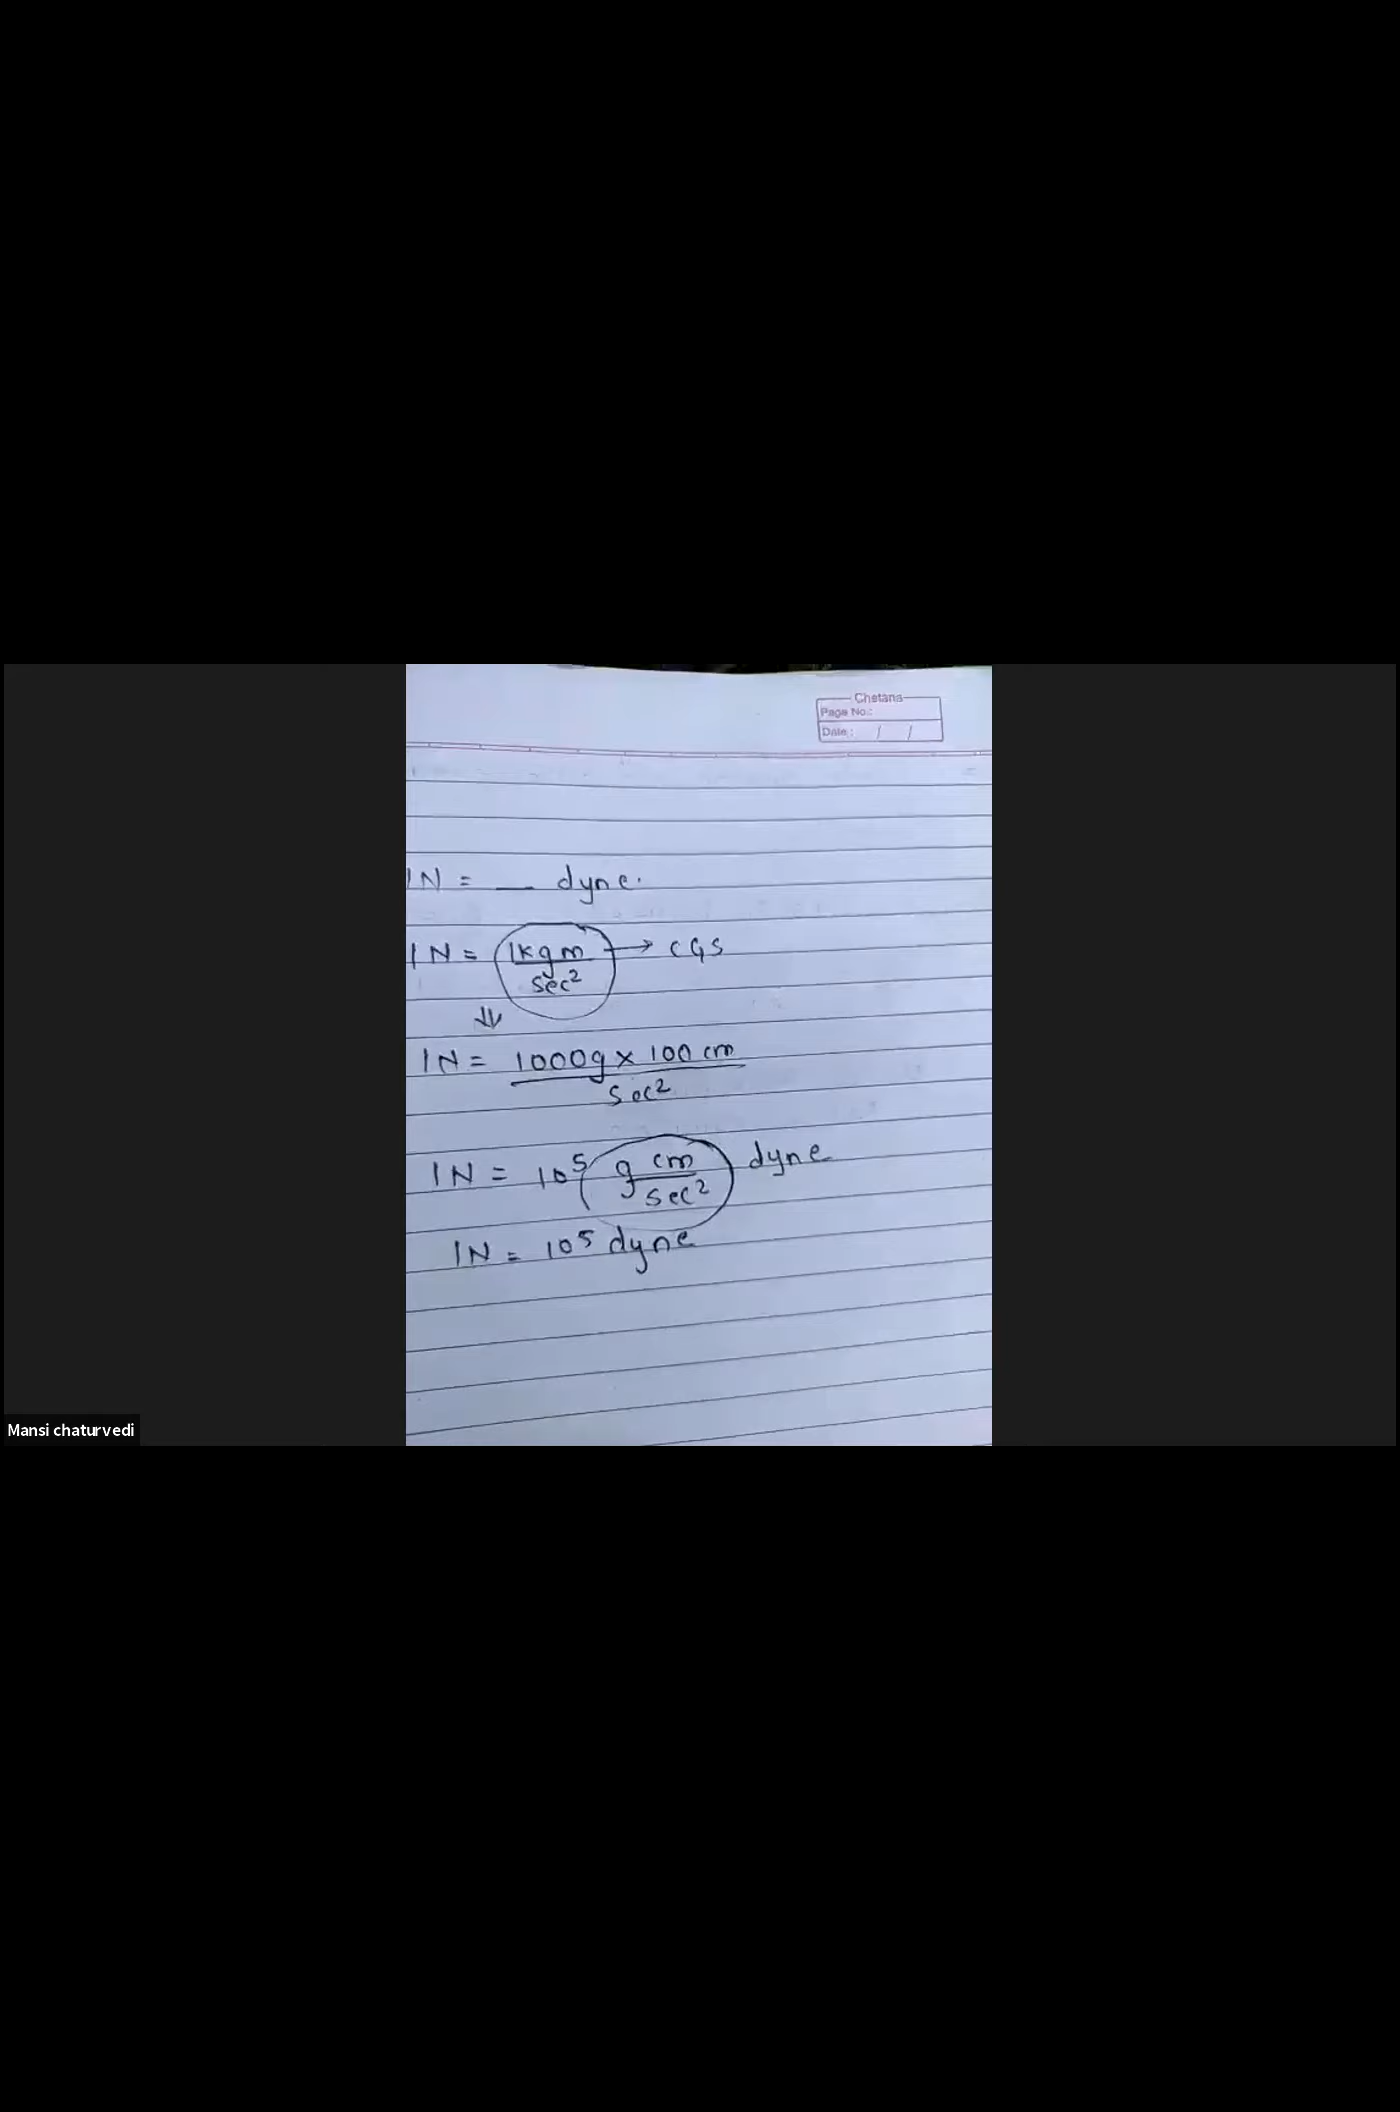 Chetana
Page No.:
Date: / /
1N = __ dyne.
1N = 1kgm/sec² → CGS
⇓
1N = 1000g × 100 cm/sec²
1N = 10⁵ (g cm/sec²) dyne
1N = 10⁵ dyne
Mansi chaturvedi